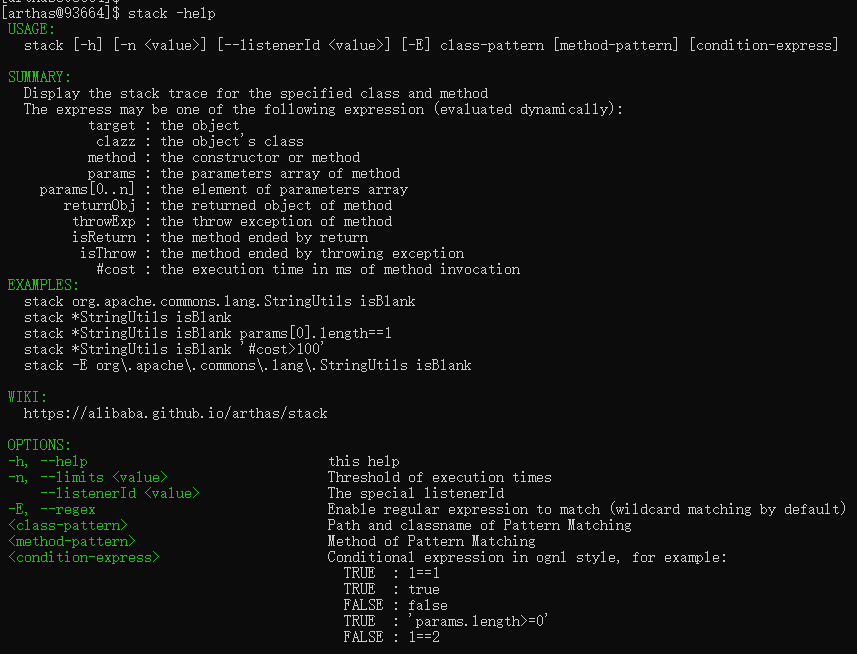 [arthas@93664]$ stack -help
USAGE:
stack [-h] [-n <value>] [--listenerId <value>] [-E] class-pattern [method-pattern] [condition-express]
SUMMARY:
Display the stack trace for the specified class and method
The express may be one of the following expression (evaluated dynamically):
target : the object
clazz : the object's class
method : the constructor or method
params : the parameters array of method
params[0..n] : the element of parameters array
returnObj : the returned object of method
throwExp : the throw exception of method
isReturn : the method ended by return
isThrow : the method ended by throwing exception
#cost : the execution time in ms of method invocation
EXAMPLES:
stack org.apache.commons.lang.StringUtils isBlank
stack *StringUtils isBlank
stack *StringUtils isBlank params[0].length==1
stack *StringUtils isBlank '#cost>100'
stack -E org\.apache\.commons\.lang\.StringUtils isBlank
WIKI:
https://alibaba.github.io/arthas/stack
OPTIONS:
-h, --help this help
-n, --limits <value> Threshold of execution times
--listenerId <value> The special listenerId
-E, --regex Enable regular expression to match (wildcard matching by default)
<class-pattern> Path and classname of Pattern Matching
<method-pattern> Method of Pattern Matching
<condition-express> Conditional expression in ognl style, for example:
TRUE : 1==1
TRUE : true
FALSE : false
TRUE : 'params.length>=0'
FALSE : 1==2